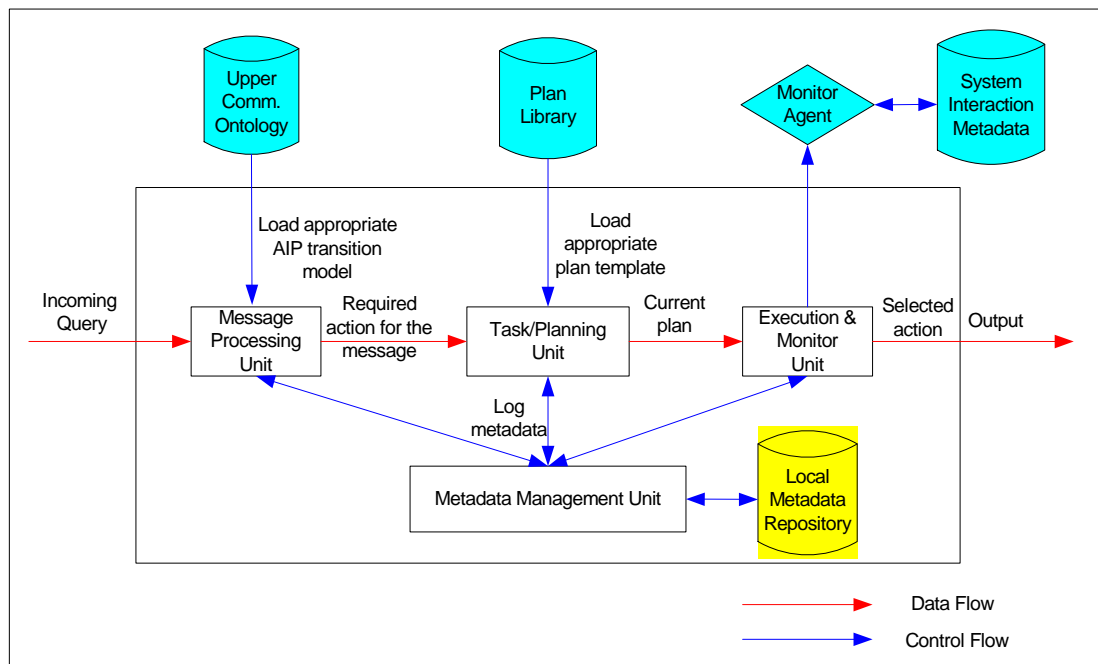 Upper
Comm.
Ontology
Plan
Library
Monitor
Agent
System
Interaction
Metadata
Load appropriate
AIP transition
model
Load
appropriate
plan template
Incoming
Query
Message
Processing
Unit
Required
action for the
message
Task/Planning
Unit
Current
plan
Execution &
Monitor
Unit
Selected
action
Output
Log
metadata
Metadata Management Unit
Local
Metadata
Repository
Data Flow
Control Flow